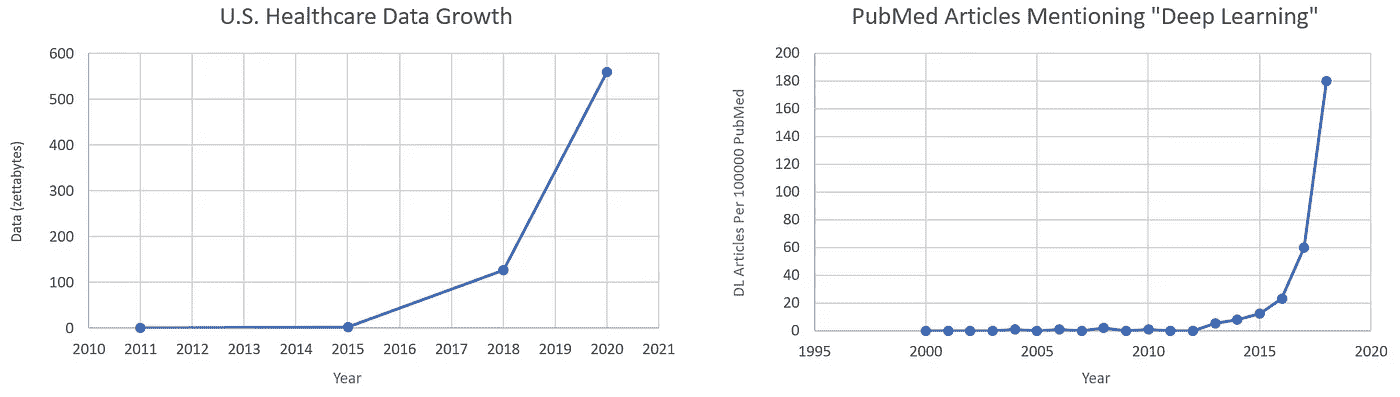 U.S. Healthcare Data Growth
600
500
400
300
200
100
0
Data (zettabytes)
2010 2011 2012 2013 2014 2015 2016 2017 2018 2019 2020 2021
Year
PubMed Articles Mentioning "Deep Learning"
200
180
160
140
120
100
80
60
40
20
0
DL Articles Per 100000 PubMed
1995 2000 2005 2010 2015 2020
Year